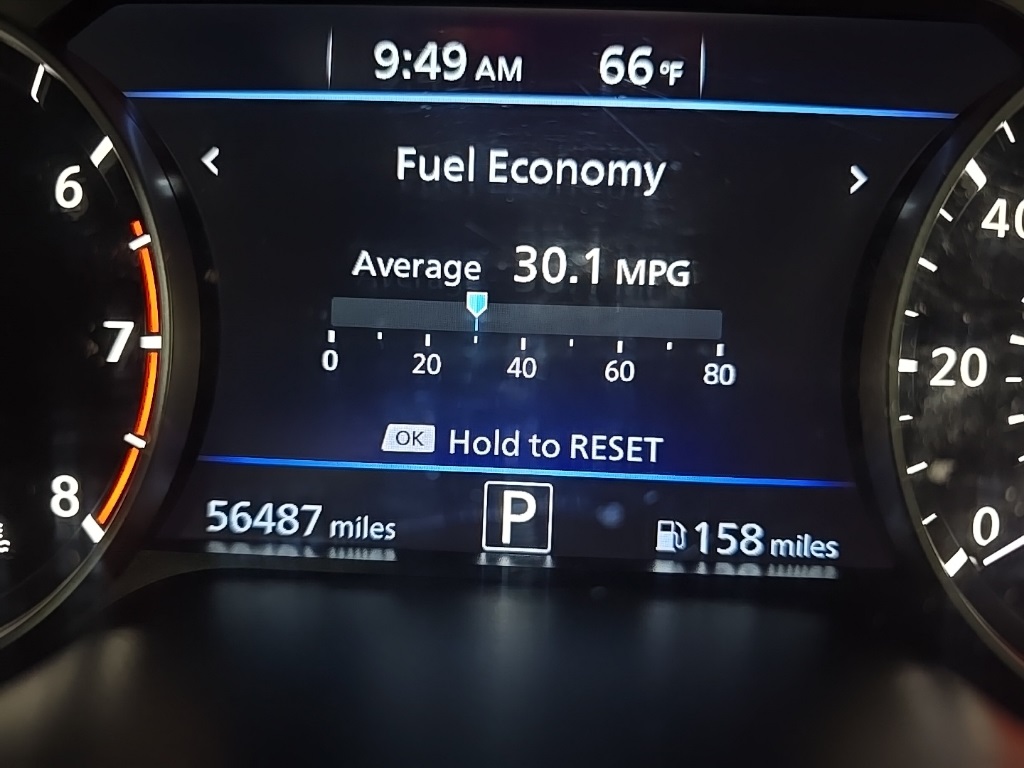 9:49 AM 66 °F
< Fuel Economy >
Average 30.1 MPG
0 20 40 60 80
OK Hold to RESET
56487 miles P 158 miles
6
7
8
40
20
0